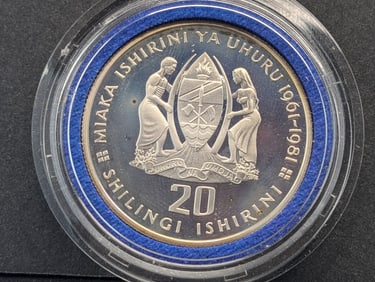 MIAKA ISHIRINI YA UHURU 1961-1981
20
SHILINGI ISHIRINI